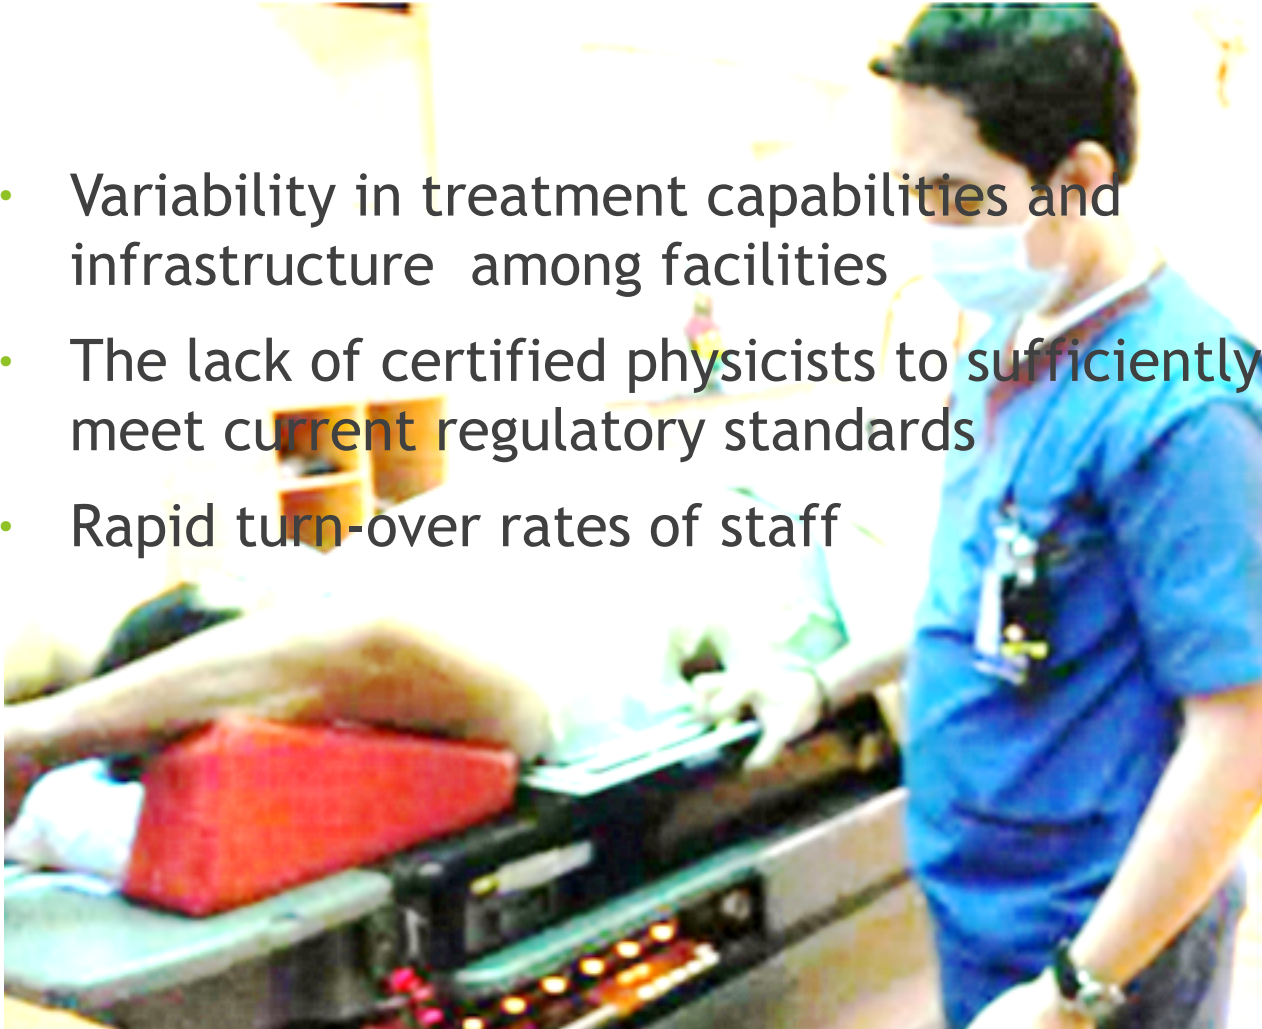 • Variability in treatment capabilities and
infrastructure  among facilities
• The lack of certified physicists to sufficiently
meet current regulatory standards
• Rapid turn-over rates of staff